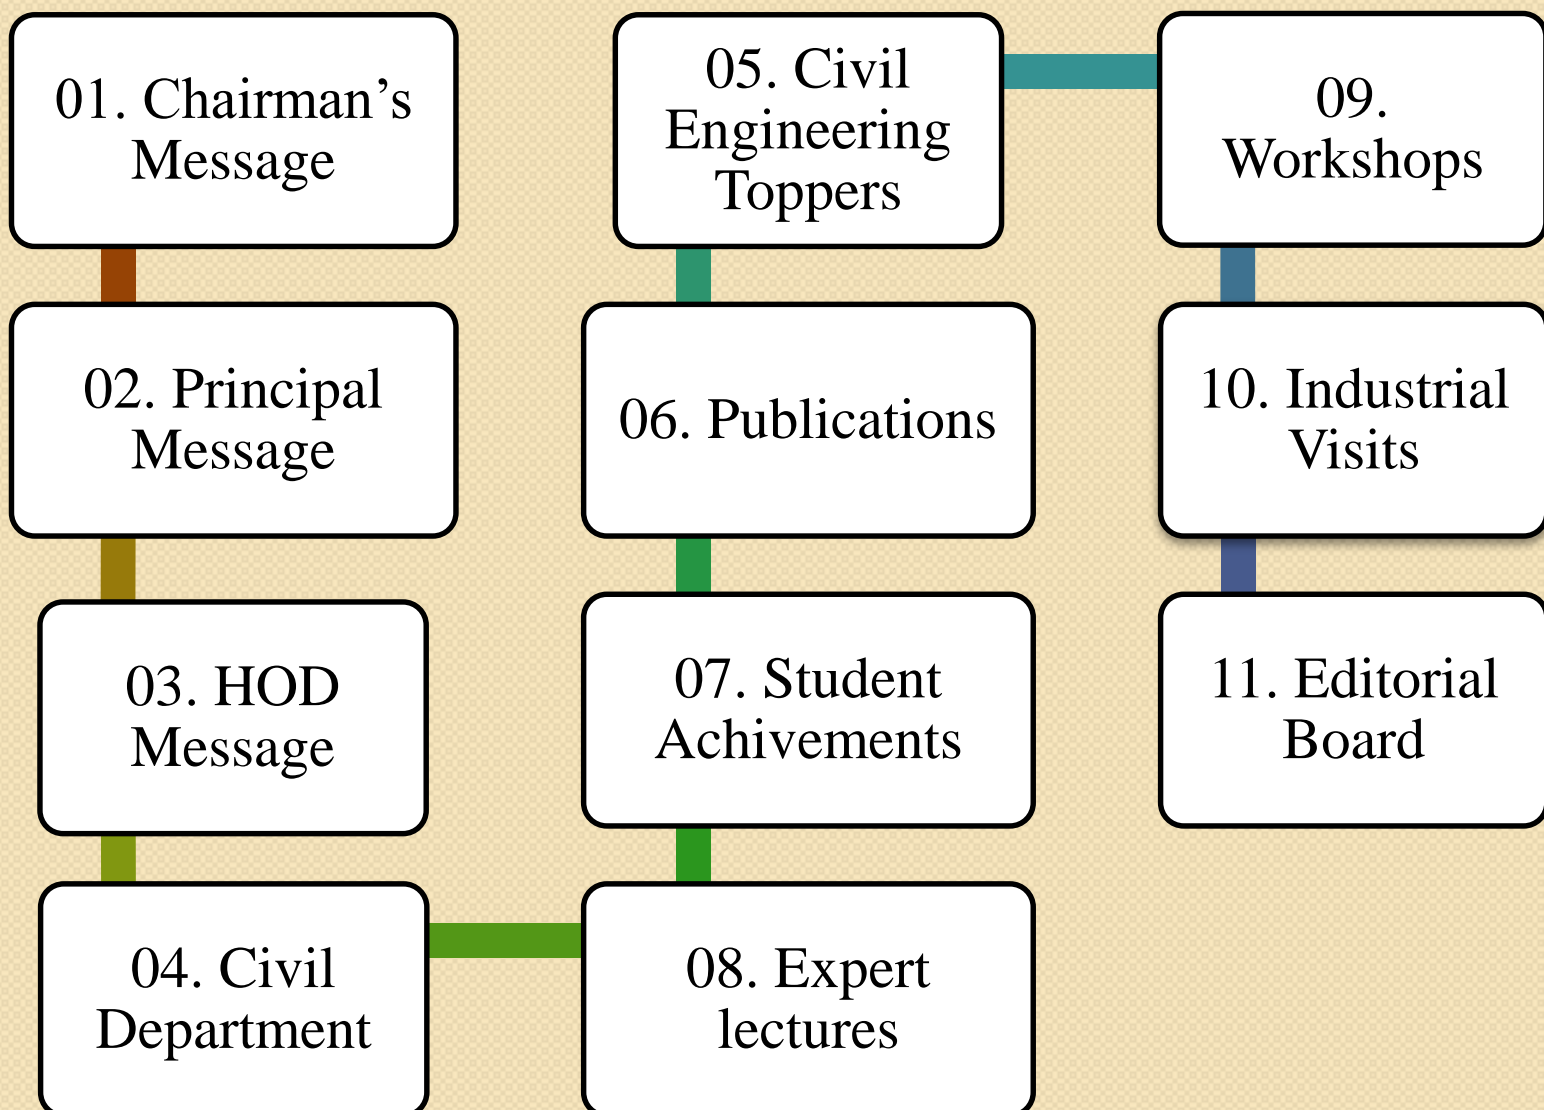 01. Chairman’s
Message
02. Principal
Message
03. HOD
Message
04. Civil
Department
05. Civil
Engineering
Toppers
06. Publications
07. Student
Achivements
08. Expert
lectures
09.
Workshops
10. Industrial
Visits
11. Editorial
Board